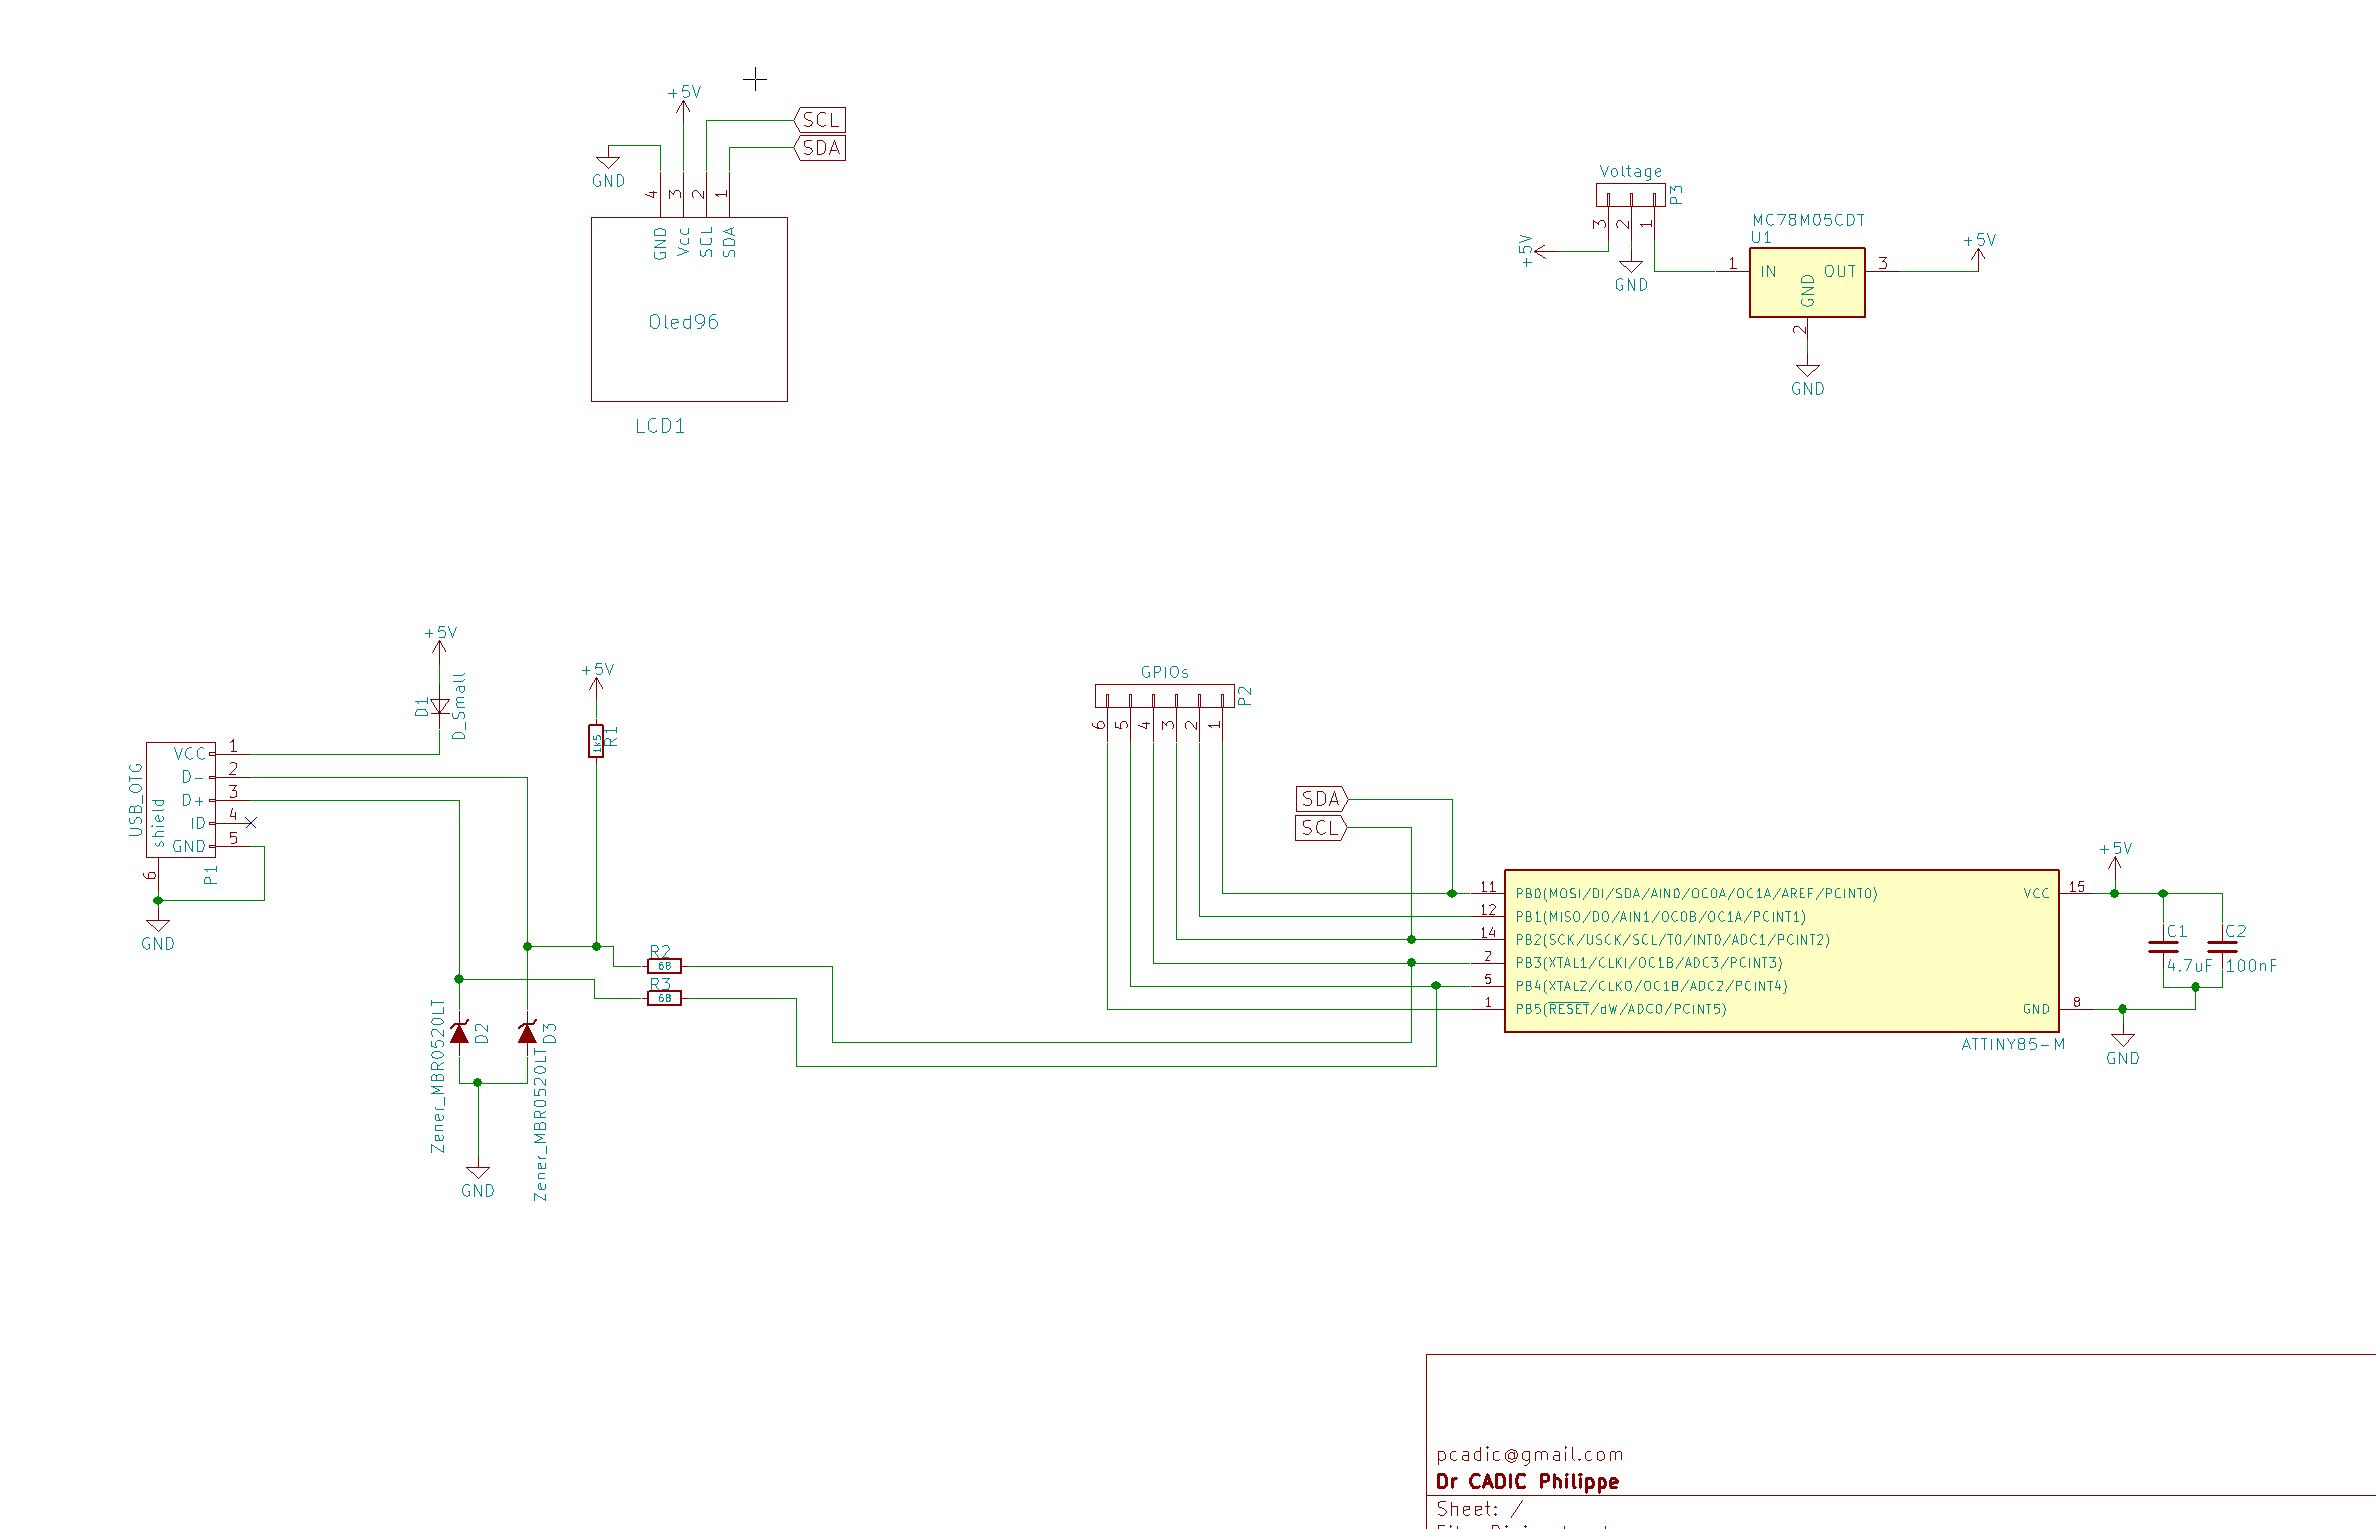 +5V
SCL
SDA
GND
4
3
2
1
GND
Vcc
SCL
SDA
Oled96
LCD1
Voltage
P3
3
2
1
+5V
GND
MC78M05CDT
U1
1
IN
OUT
3
GND
2
+5V
GND
+5V
D1
D_Small
+5V
R1
1k5
USB_OTG
shield
VCC
1
D-
2
D+
3
ID
4
GND
5
6
P1
GND
R2
68
R3
68
Zener_MBR0520LT
D2
D3
Zener_MBR0520LT
GND
GPIOs
P2
6
5
4
3
2
1
SDA
SCL
11
PB0(MOSI/DI/SDA/AIN0/OC0A/OC1A/AREF/PCINT0)
12
PB1(MISO/DO/AIN1/OC0B/OC1A/PCINT1)
14
PB2(SCK/USCK/SCL/T0/INT0/ADC1/PCINT2)
2
PB3(XTAL1/CLKI/OC1B/ADC3/PCINT3)
5
PB4(XTAL2/CLKO/OC1B/ADC2/PCINT4)
1
PB5(RESET/dW/ADC0/PCINT5)
VCC
15
GND
8
ATTINY85-M
+5V
C1
4.7uF
C2
100nF
GND
pcadic@gmail.com
Dr CADIC Philippe
Sheet: /